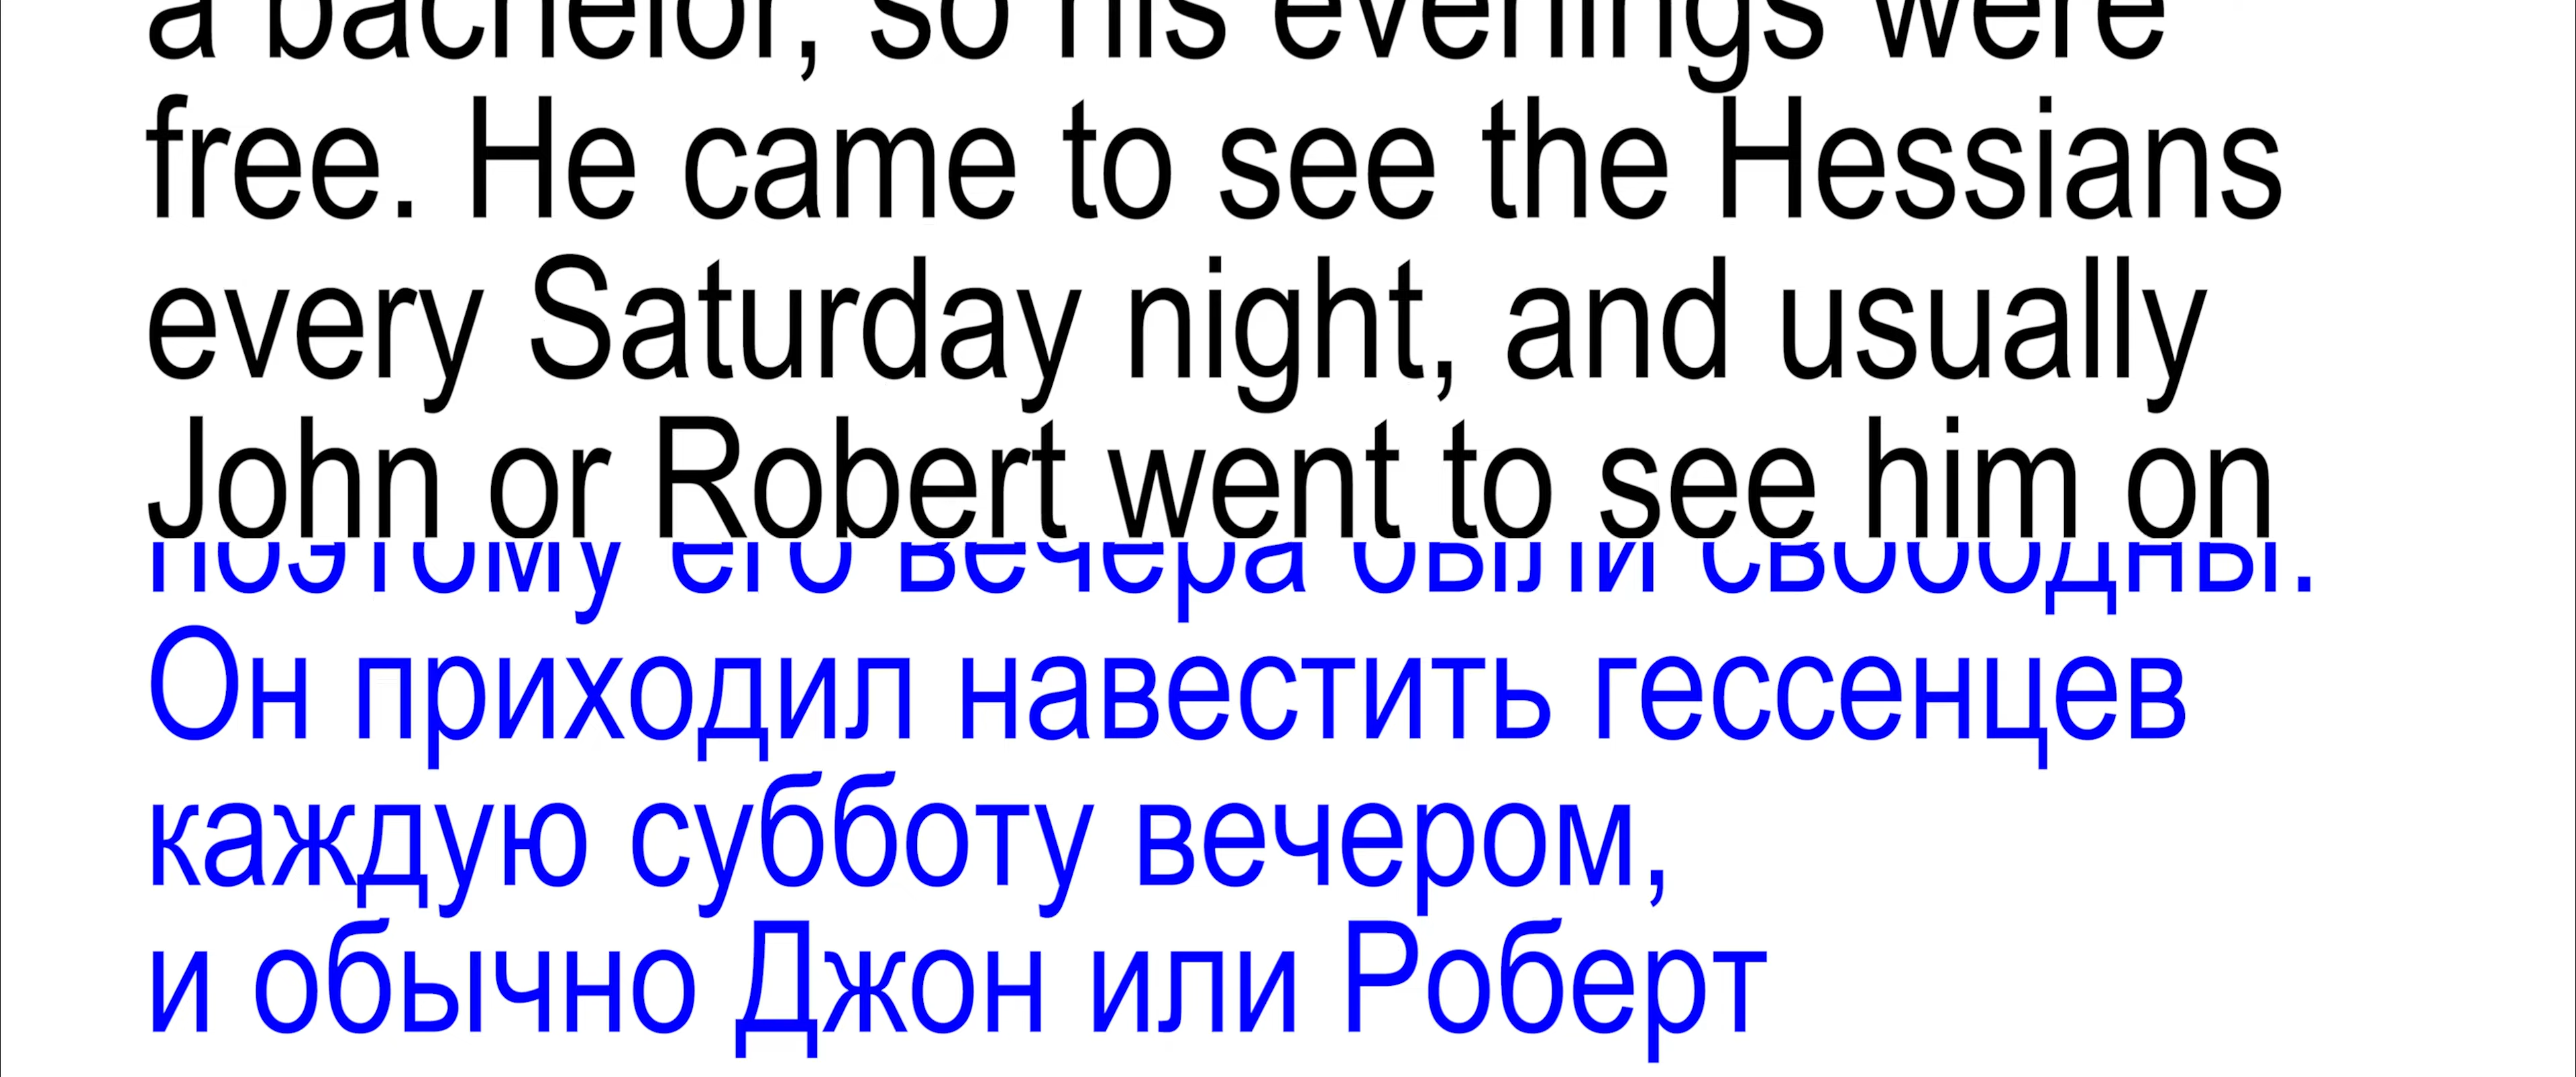 a bachelor, so his evenings were
free. He came to see the Hessians
every Saturday night, and usually
John or Robert went to see him on
поэтому его вечера были свободны.
Он приходил навестить гессенцев
каждую субботу вечером,
и обычно Джон или Роберт